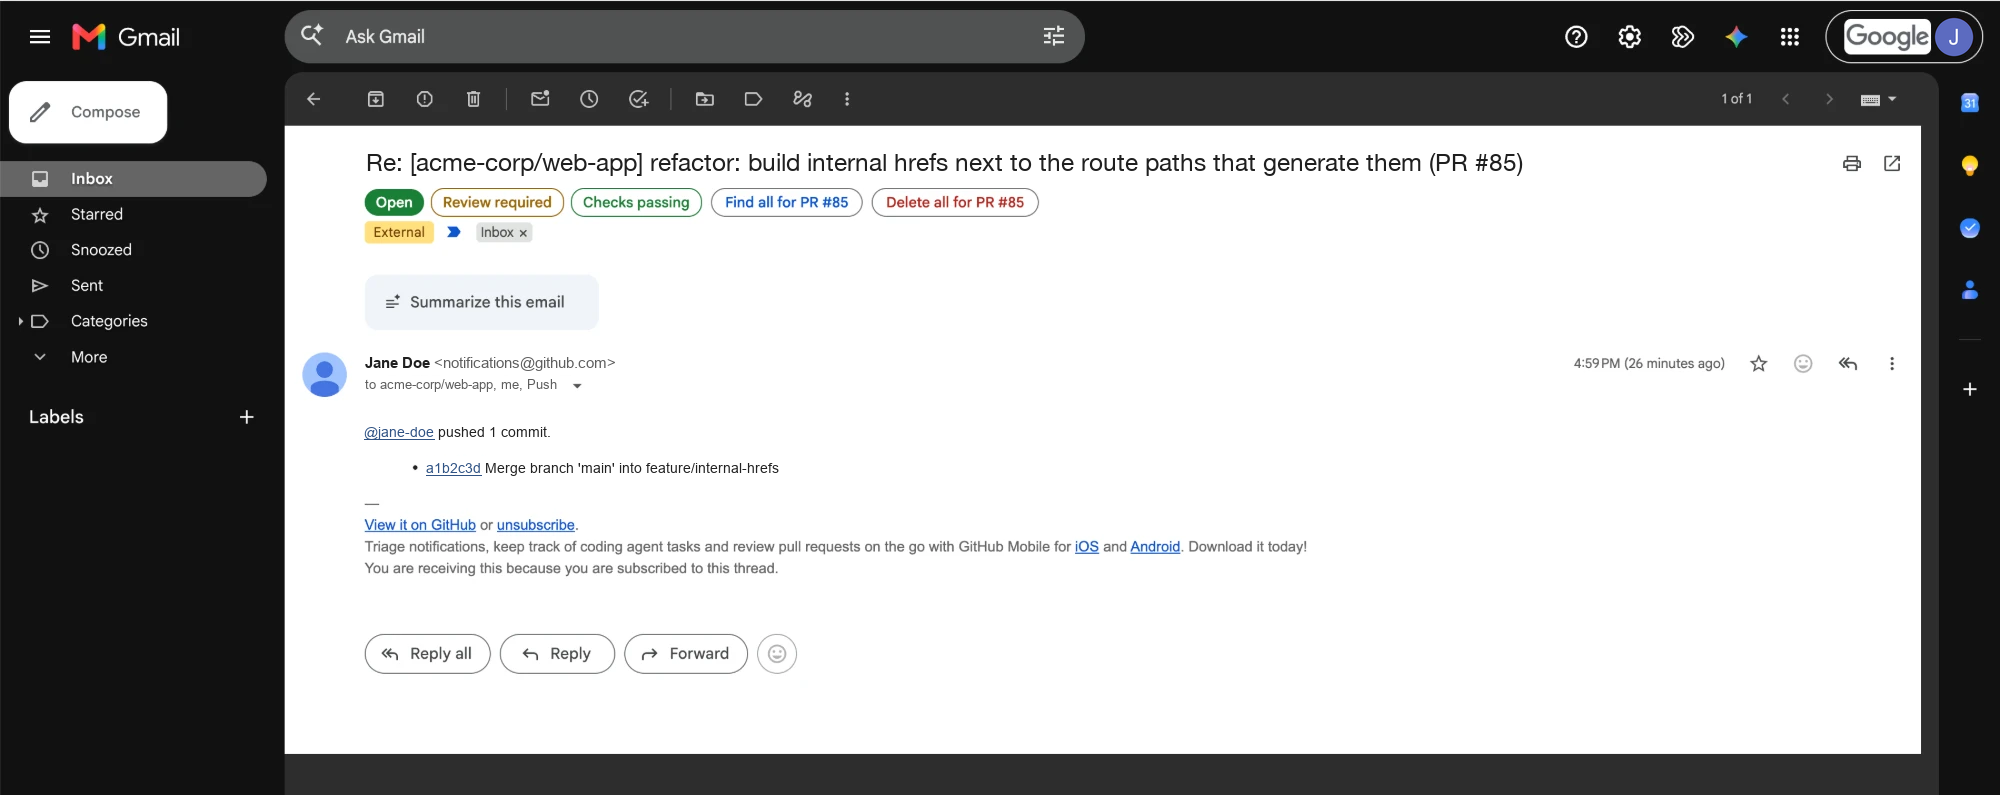 Gmail
Ask Gmail
Google
J
Compose
Inbox
Starred
Snoozed
Sent
Categories
More
Labels
1 of 1
31
Re: [acme-corp/web-app] refactor: build internal hrefs next to the route paths that generate them (PR #85)
Open Review required Checks passing Find all for PR #85 Delete all for PR #85
External Inbox ×
Summarize this email
Jane Doe <notifications@github.com> 4:59 PM (26 minutes ago)
to acme-corp/web-app, me, Push
@jane-doe pushed 1 commit.
• a1b2c3d Merge branch 'main' into feature/internal-hrefs
—
View it on GitHub or unsubscribe.
Triage notifications, keep track of coding agent tasks and review pull requests on the go with GitHub Mobile for iOS and Android. Download it today!
You are receiving this because you are subscribed to this thread.
Reply all Reply Forward